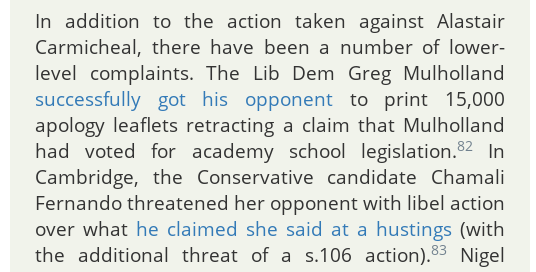 In addition to the action taken against Alastair
Carmicheal, there have been a number of lower-
level complaints. The Lib Dem Greg Mulholland
successfully got his opponent to print 15,000
apology leaflets retracting a claim that Mulholland
had voted for academy school legislation.82 In
Cambridge, the Conservative candidate Chamali
Fernando threatened her opponent with libel action
over what he claimed she said at a hustings (with
the additional threat of a s.106 action).83 Nigel